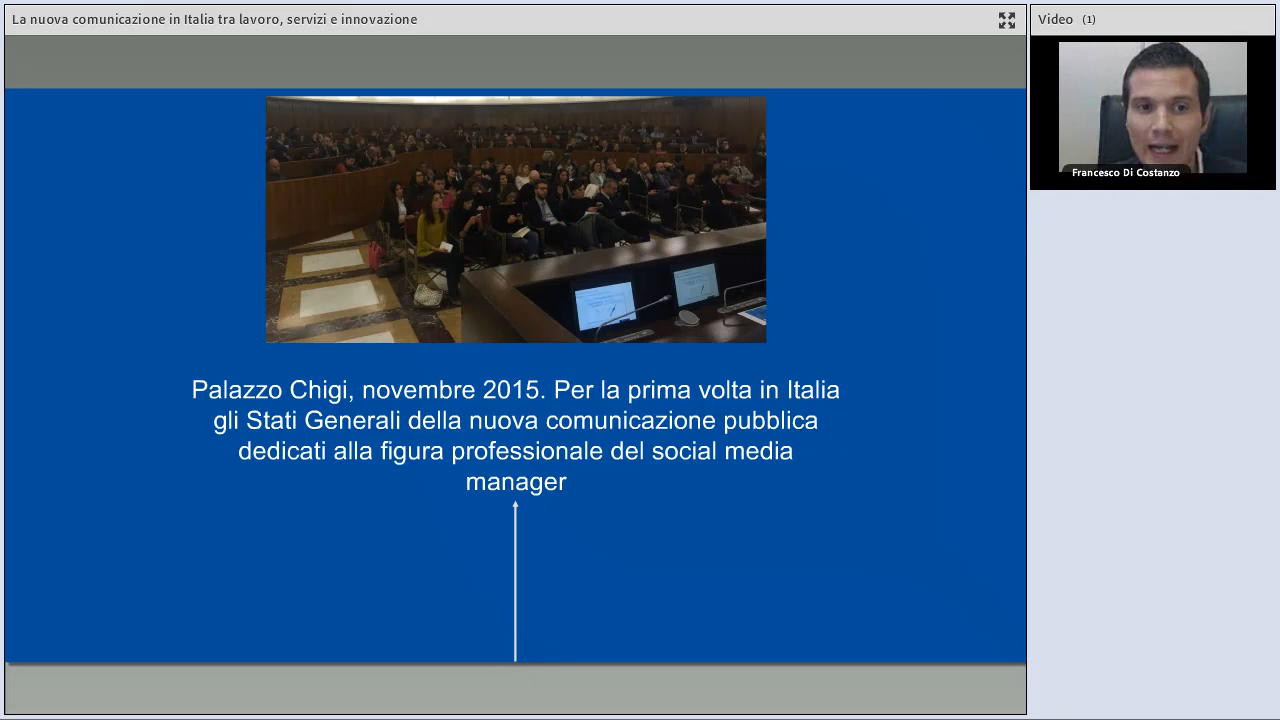 La nuova comunicazione in Italia tra lavoro, servizi e innovazione
Video (1)
Francesco Di Costanzo
Palazzo Chigi, novembre 2015. Per la prima volta in Italia
gli Stati Generali della nuova comunicazione pubblica
dedicati alla figura professionale del social media
manager